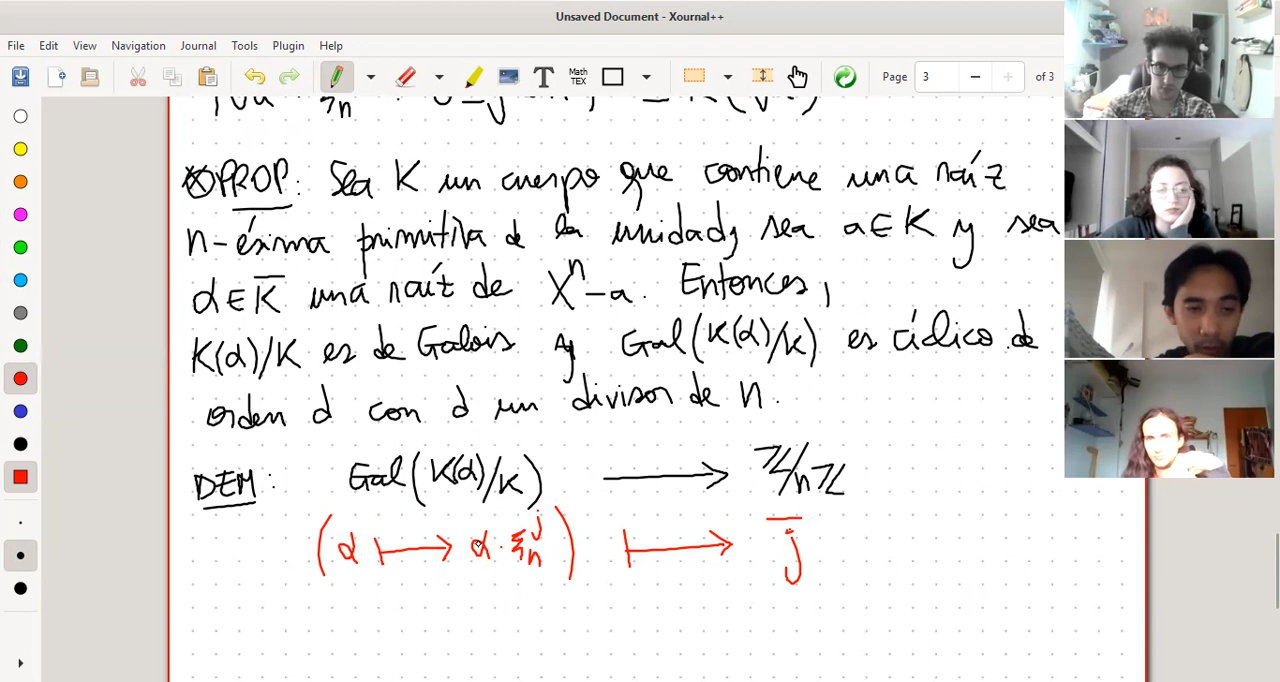 Unsaved Document - Xournal++
File Edit View Navigation Journal Tools Plugin Help
T Math TEX Page 3 of 3
PROP: Sea K un cuerpo que contiene una raíz
n-ésima primitiva de la unidad, sea a ∈ K y sea
α ∈ K̅ una raíz de Xⁿ - a. Entonces,
K(α)/K es de Galois y Gal(K(α)/K) es cíclico de
orden d con d un divisor de n.
DEM: Gal(K(α)/K) ⟶ ℤ/nℤ
(α ⟼ α · ξₙʲ) ⟼ j̅